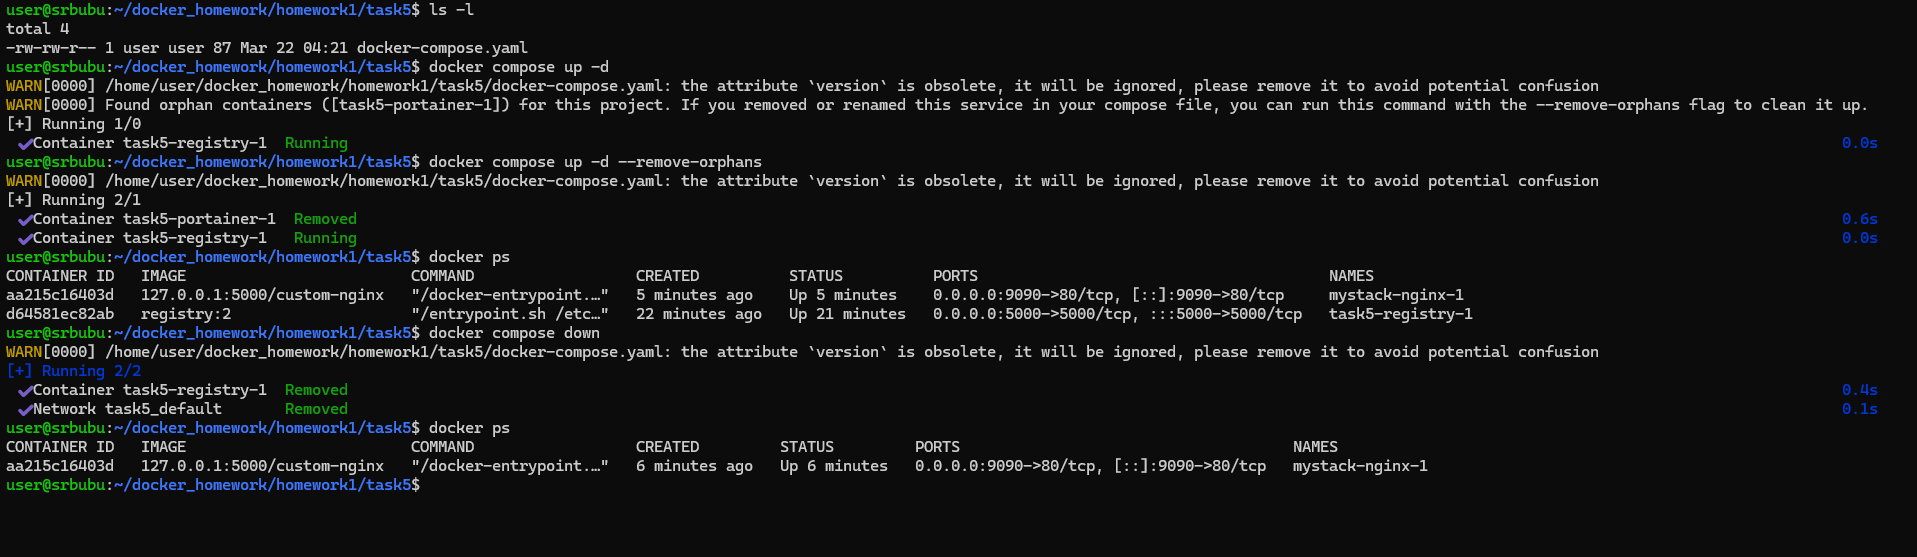 user@srbubu:~/docker_homework/homework1/task5$ ls -l
total 4
-rw-rw-r-- 1 user user 87 Mar 22 04:21 docker-compose.yaml
user@srbubu:~/docker_homework/homework1/task5$ docker compose up -d
WARN[0000] /home/user/docker_homework/homework1/task5/docker-compose.yaml: the attribute `version` is obsolete, it will be ignored, please remove it to avoid potential confusion
WARN[0000] Found orphan containers ([task5-portainer-1]) for this project. If you removed or renamed this service in your compose file, you can run this command with the --remove-orphans flag to clean it up.
[+] Running 1/0
✔Container task5-registry-1  Running 0.0s
user@srbubu:~/docker_homework/homework1/task5$ docker compose up -d --remove-orphans
WARN[0000] /home/user/docker_homework/homework1/task5/docker-compose.yaml: the attribute `version` is obsolete, it will be ignored, please remove it to avoid potential confusion
[+] Running 2/1
✔Container task5-portainer-1  Removed 0.6s
✔Container task5-registry-1   Running 0.0s
user@srbubu:~/docker_homework/homework1/task5$ docker ps
CONTAINER ID   IMAGE                         COMMAND                  CREATED          STATUS          PORTS                                       NAMES
aa215c16403d   127.0.0.1:5000/custom-nginx   "/docker-entrypoint.…"   5 minutes ago    Up 5 minutes    0.0.0.0:9090->80/tcp, [::]:9090->80/tcp     mystack-nginx-1
d64581ec82ab   registry:2                    "/entrypoint.sh /etc…"   22 minutes ago   Up 21 minutes   0.0.0.0:5000->5000/tcp, :::5000->5000/tcp   task5-registry-1
user@srbubu:~/docker_homework/homework1/task5$ docker compose down
WARN[0000] /home/user/docker_homework/homework1/task5/docker-compose.yaml: the attribute `version` is obsolete, it will be ignored, please remove it to avoid potential confusion
[+] Running 2/2
✔Container task5-registry-1  Removed 0.4s
✔Network task5_default       Removed 0.1s
user@srbubu:~/docker_homework/homework1/task5$ docker ps
CONTAINER ID   IMAGE                         COMMAND                  CREATED         STATUS         PORTS                                     NAMES
aa215c16403d   127.0.0.1:5000/custom-nginx   "/docker-entrypoint.…"   6 minutes ago   Up 6 minutes   0.0.0.0:9090->80/tcp, [::]:9090->80/tcp   mystack-nginx-1
user@srbubu:~/docker_homework/homework1/task5$